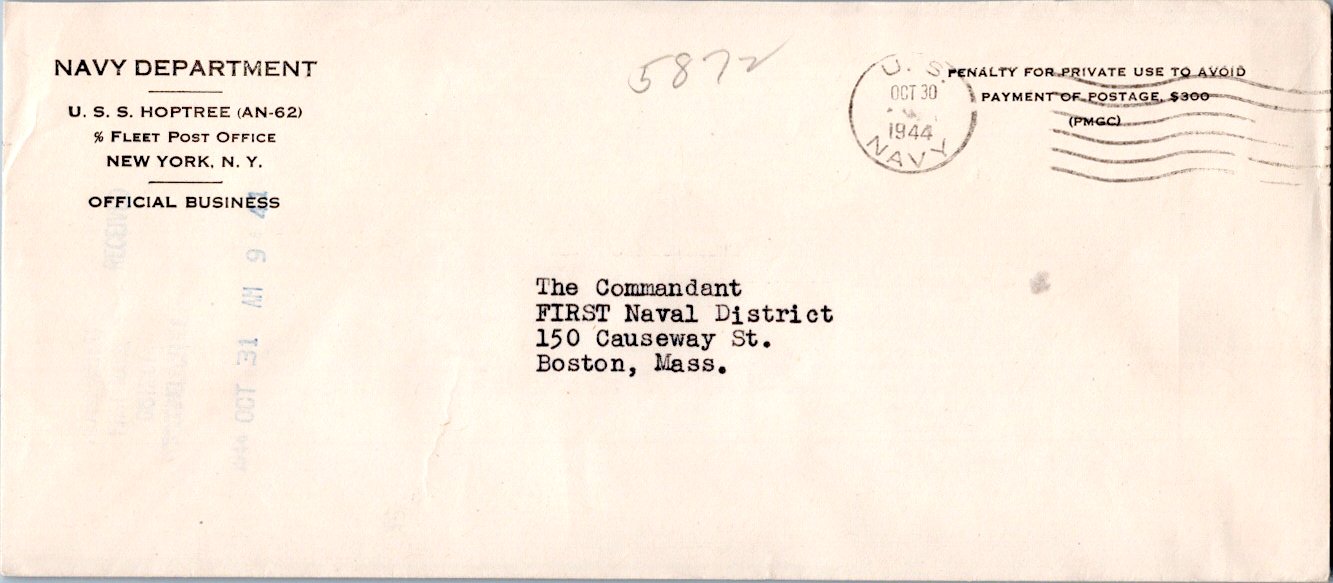 NAVY DEPARTMENT
U. S. S. HOPTREE (AN-62)
% FLEET POST OFFICE
NEW YORK, N. Y.
OFFICIAL BUSINESS
5872
U. S.
OCT 30
1944
NAVY
PENALTY FOR PRIVATE USE TO AVOID
PAYMENT OF POSTAGE, $300
(PMGC)
RECEIVED
OCT 31 AM 9 41
The Commandant
FIRST Naval District
150 Causeway St.
Boston, Mass.